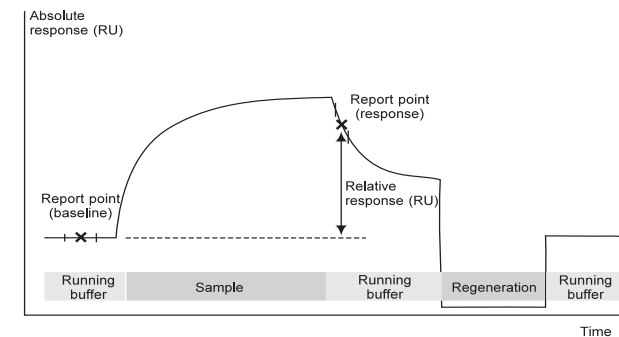 Absolute
response (RU)
Report point
(response)
Report point
(baseline)
Relative
response (RU)
Running
buffer
Sample
Running
buffer
Regeneration
Running
buffer
Time